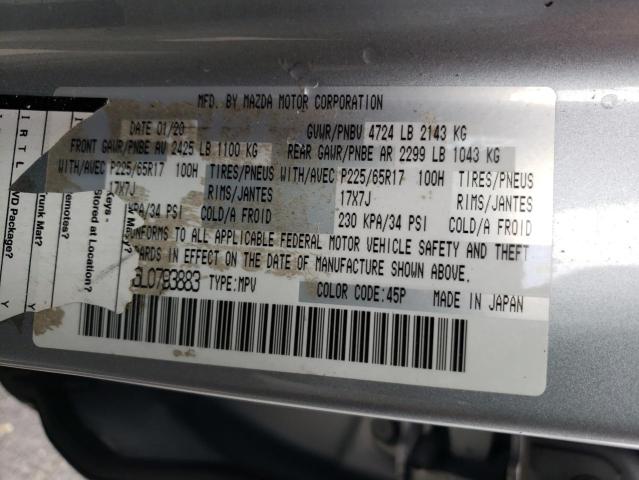 MFD. BY MAZDA MOTOR CORPORATION
DATE 01/20 GVWR/PNBV 4724 LB 2143 KG
FRONT GAWR/PNBE AV 2425 LB 1100 KG REAR GAWR/PNBE AR 2299 LB 1043 KG
WITH/AVEC P225/65R17 100H TIRES/PNEUS WITH/AVEC P225/65R17 100H TIRES/PNEUS
17X7J RIMS/JANTES 17X7J RIMS/JANTES
KPA/34 PSI COLD/A FROID 230 KPA/34 PSI COLD/A FROID
TO ALL APPLICABLE FEDERAL MOTOR VEHICLE SAFETY AND THEFT
IN EFFECT ON THE DATE OF MANUFACTURE SHOWN ABOVE.
TYPE:MPV COLOR CODE:45P MADE IN JAPAN
I R T L
VD Package?
runk Mat?
emotes?
Keys -
Stored at Location?
Y